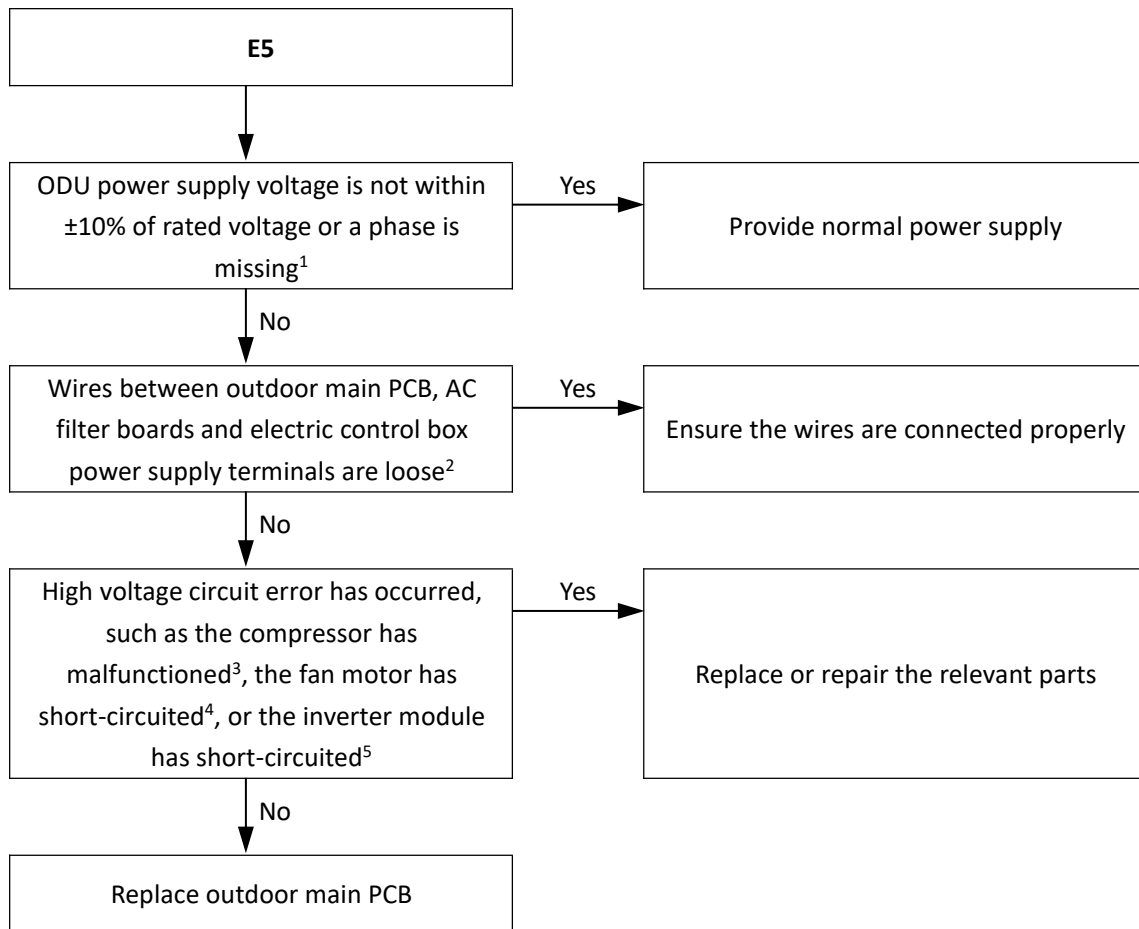 E5
ODU power supply voltage is not within
±10% of rated voltage or a phase is
missing¹
Yes
Provide normal power supply
No
Wires between outdoor main PCB, AC
filter boards and electric control box
power supply terminals are loose²
Yes
Ensure the wires are connected properly
No
High voltage circuit error has occurred,
such as the compressor has
malfunctioned³, the fan motor has
short-circuited⁴, or the inverter module
has short-circuited⁵
Yes
Replace or repair the relevant parts
No
Replace outdoor main PCB